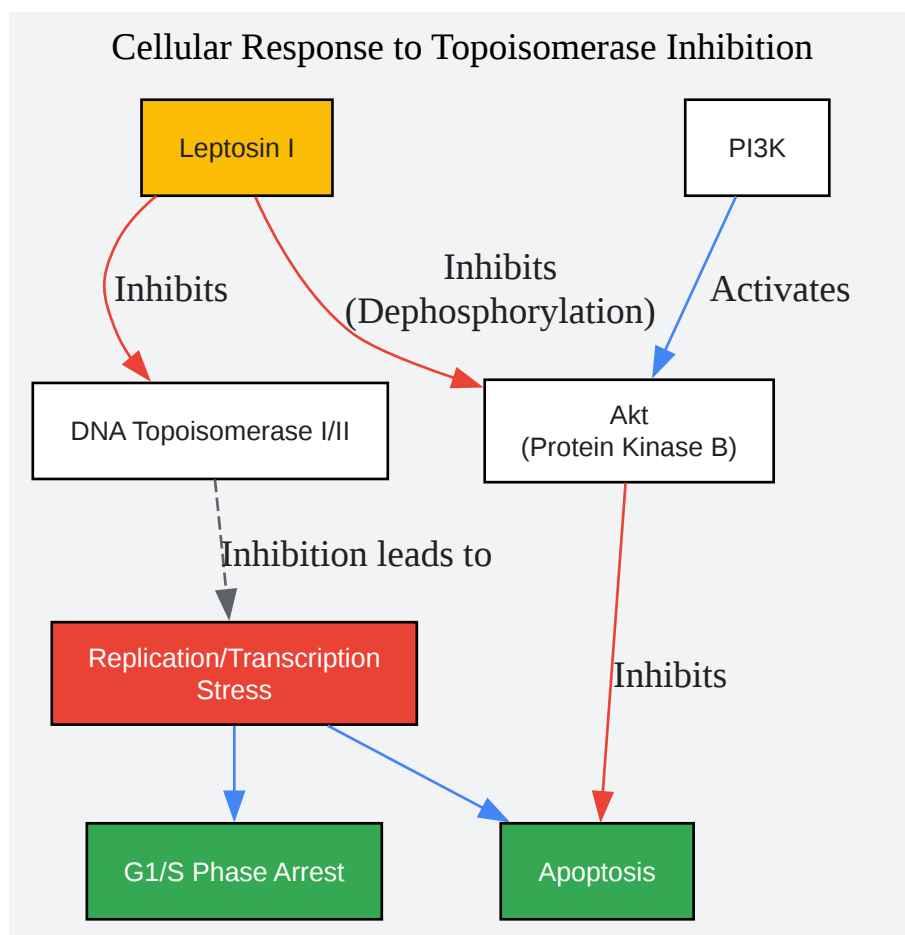 Cellular Response to Topoisomerase Inhibition
Leptosin I
PI3K
Inhibits
Inhibits
(Dephosphorylation)
Activates
DNA Topoisomerase I/II
Akt
(Protein Kinase B)
Inhibition leads to
Replication/Transcription
Stress
Inhibits
G1/S Phase Arrest
Apoptosis